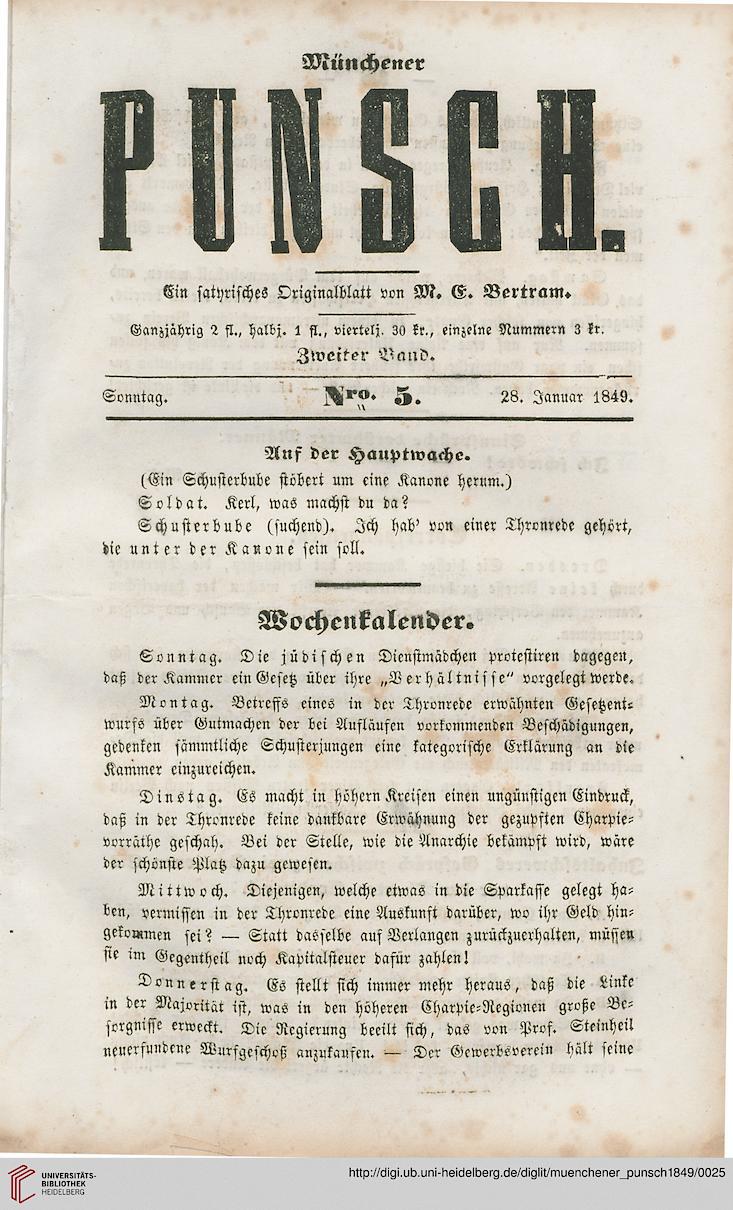 Münchener
PUNSCH.
Ein satyrisches Originalblatt von M. E. Bertram.
Ganzjährig 2 fl., halbj. 1 fl., viertelj. 30 kr., einzelne Nummern 3 kr.
Zweiter Band.
Sonntag. Nro. 5. 28. Januar 1849.
Auf der Hauptwache.
(Ein Schusterbube stöbert um eine Kanone herum.)
Soldat. Kerl, was machst du da?
Schusterbube (suchend). Ich hab' von einer Thronrede gehört,
die unter der Kanone sein soll.
Wochenkalender.
Sonntag. Die jüdischen Dienstmädchen protestiren dagegen,
daß der Kammer ein Gesetz über ihre „Verhältnisse" vorgelegt werde.
Montag. Betreffs eines in der Thronrede erwähnten Gesetzent-
wurfs über Gutmachen der bei Aufläufen vorkommenden Beschädigungen,
gedenken sämmtliche Schusterjungen eine kategorische Erklärung an die
Kammer einzureichen.
Dinstag. Es macht in höhern Kreisen einen ungünstigen Eindruck,
daß in der Thronrede keine dankbare Erwähnung der gezupften Charpie-
vorräthe geschah. Bei der Stelle, wie die Anarchie bekämpft wird, wäre
der schönste Platz dazu gewesen.
Mittwoch. Diejenigen, welche etwas in die Sparkasse gelegt ha-
ben, vermissen in der Thronrede eine Auskunft darüber, wo ihr Geld hin-
gekommen sei? — Statt dasselbe auf Verlangen zurückzuerhalten, müssen
sie im Gegentheil noch Kapitalsteuer dafür zahlen!
Donnerstag. Es stellt sich immer mehr heraus, daß die Linke
in der Majorität ist, was in den höheren Charpie-Regionen große Be-
sorgnisse erweckt. Die Regierung beeilt sich, das von Prof. Steinheil
neuerfundene Wurfgeschoß anzukaufen. — Der Gewerbsverein hält seine
UNIVERSITÄTS-
BIBLIOTHEK
HEIDELBERG
http://digi.ub.uni-heidelberg.de/diglit/muenchener_punsch1849/0025